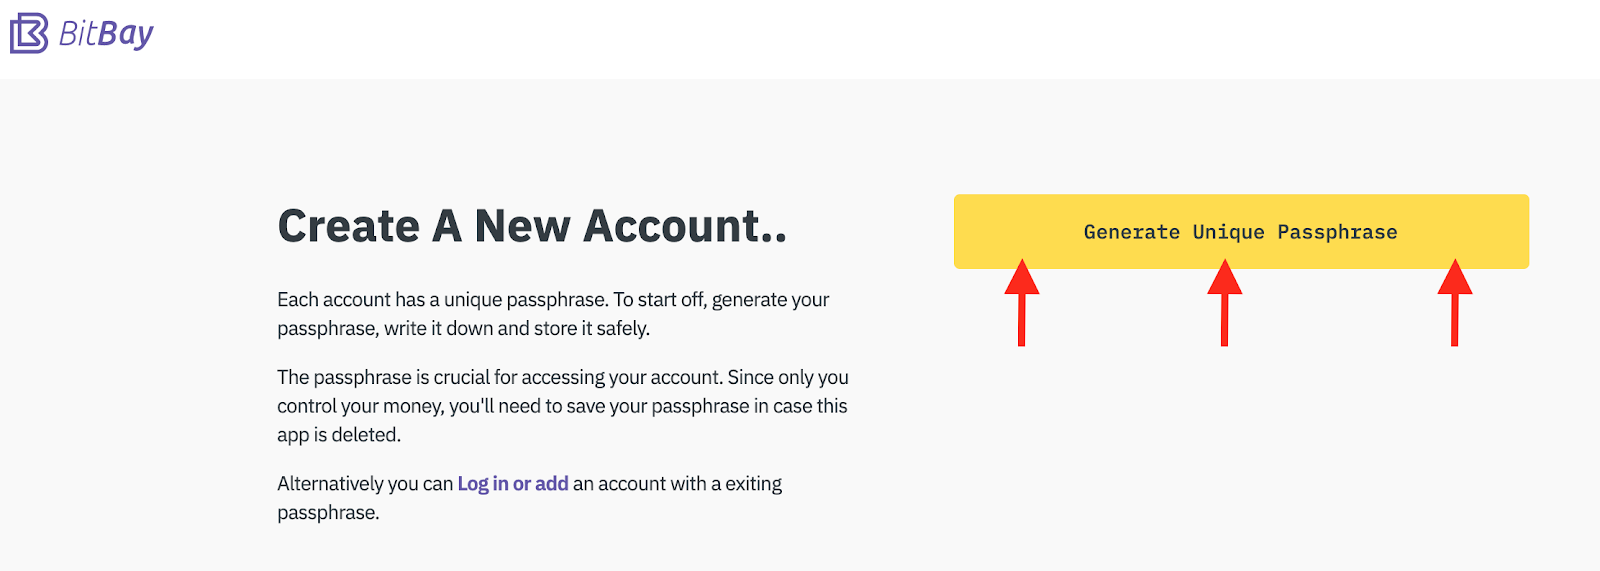 BitBay
Create A New Account..
Each account has a unique passphrase. To start off, generate your
passphrase, write it down and store it safely.
The passphrase is crucial for accessing your account. Since only you
control your money, you'll need to save your passphrase in case this
app is deleted.
Alternatively you can Log in or add an account with a exiting
passphrase.
Generate Unique Passphrase